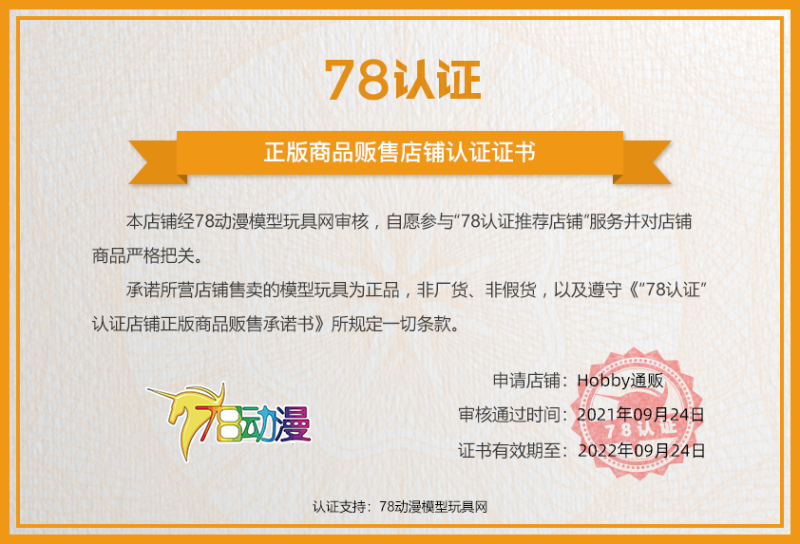 78认证
正版商品贩售店铺认证证书
本店铺经78动漫模型玩具网审核，自愿参与“78认证推荐店铺”服务并对店铺
商品严格把关。
承诺所营店铺售卖的模型玩具为正品，非厂货、非假货，以及遵守《“78认证”
认证店铺正版商品贩售承诺书》所规定一切条款。
78动漫
申请店铺：Hobby通贩
审核通过时间：2021年09月24日
证书有效期至：2022年09月24日
78认证
认证支持：78动漫模型玩具网